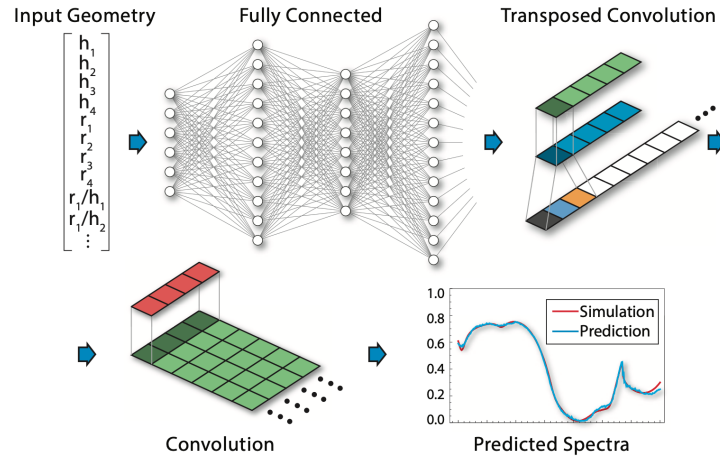 Input Geometry
Fully Connected
Transposed Convolution
h1
h2
h3
h4
r1
r2
r3
r4
r1/h1
r1/h2
⋮
Convolution
1.0
0.8
0.6
0.4
0.2
0.0
Simulation
Prediction
Predicted Spectra